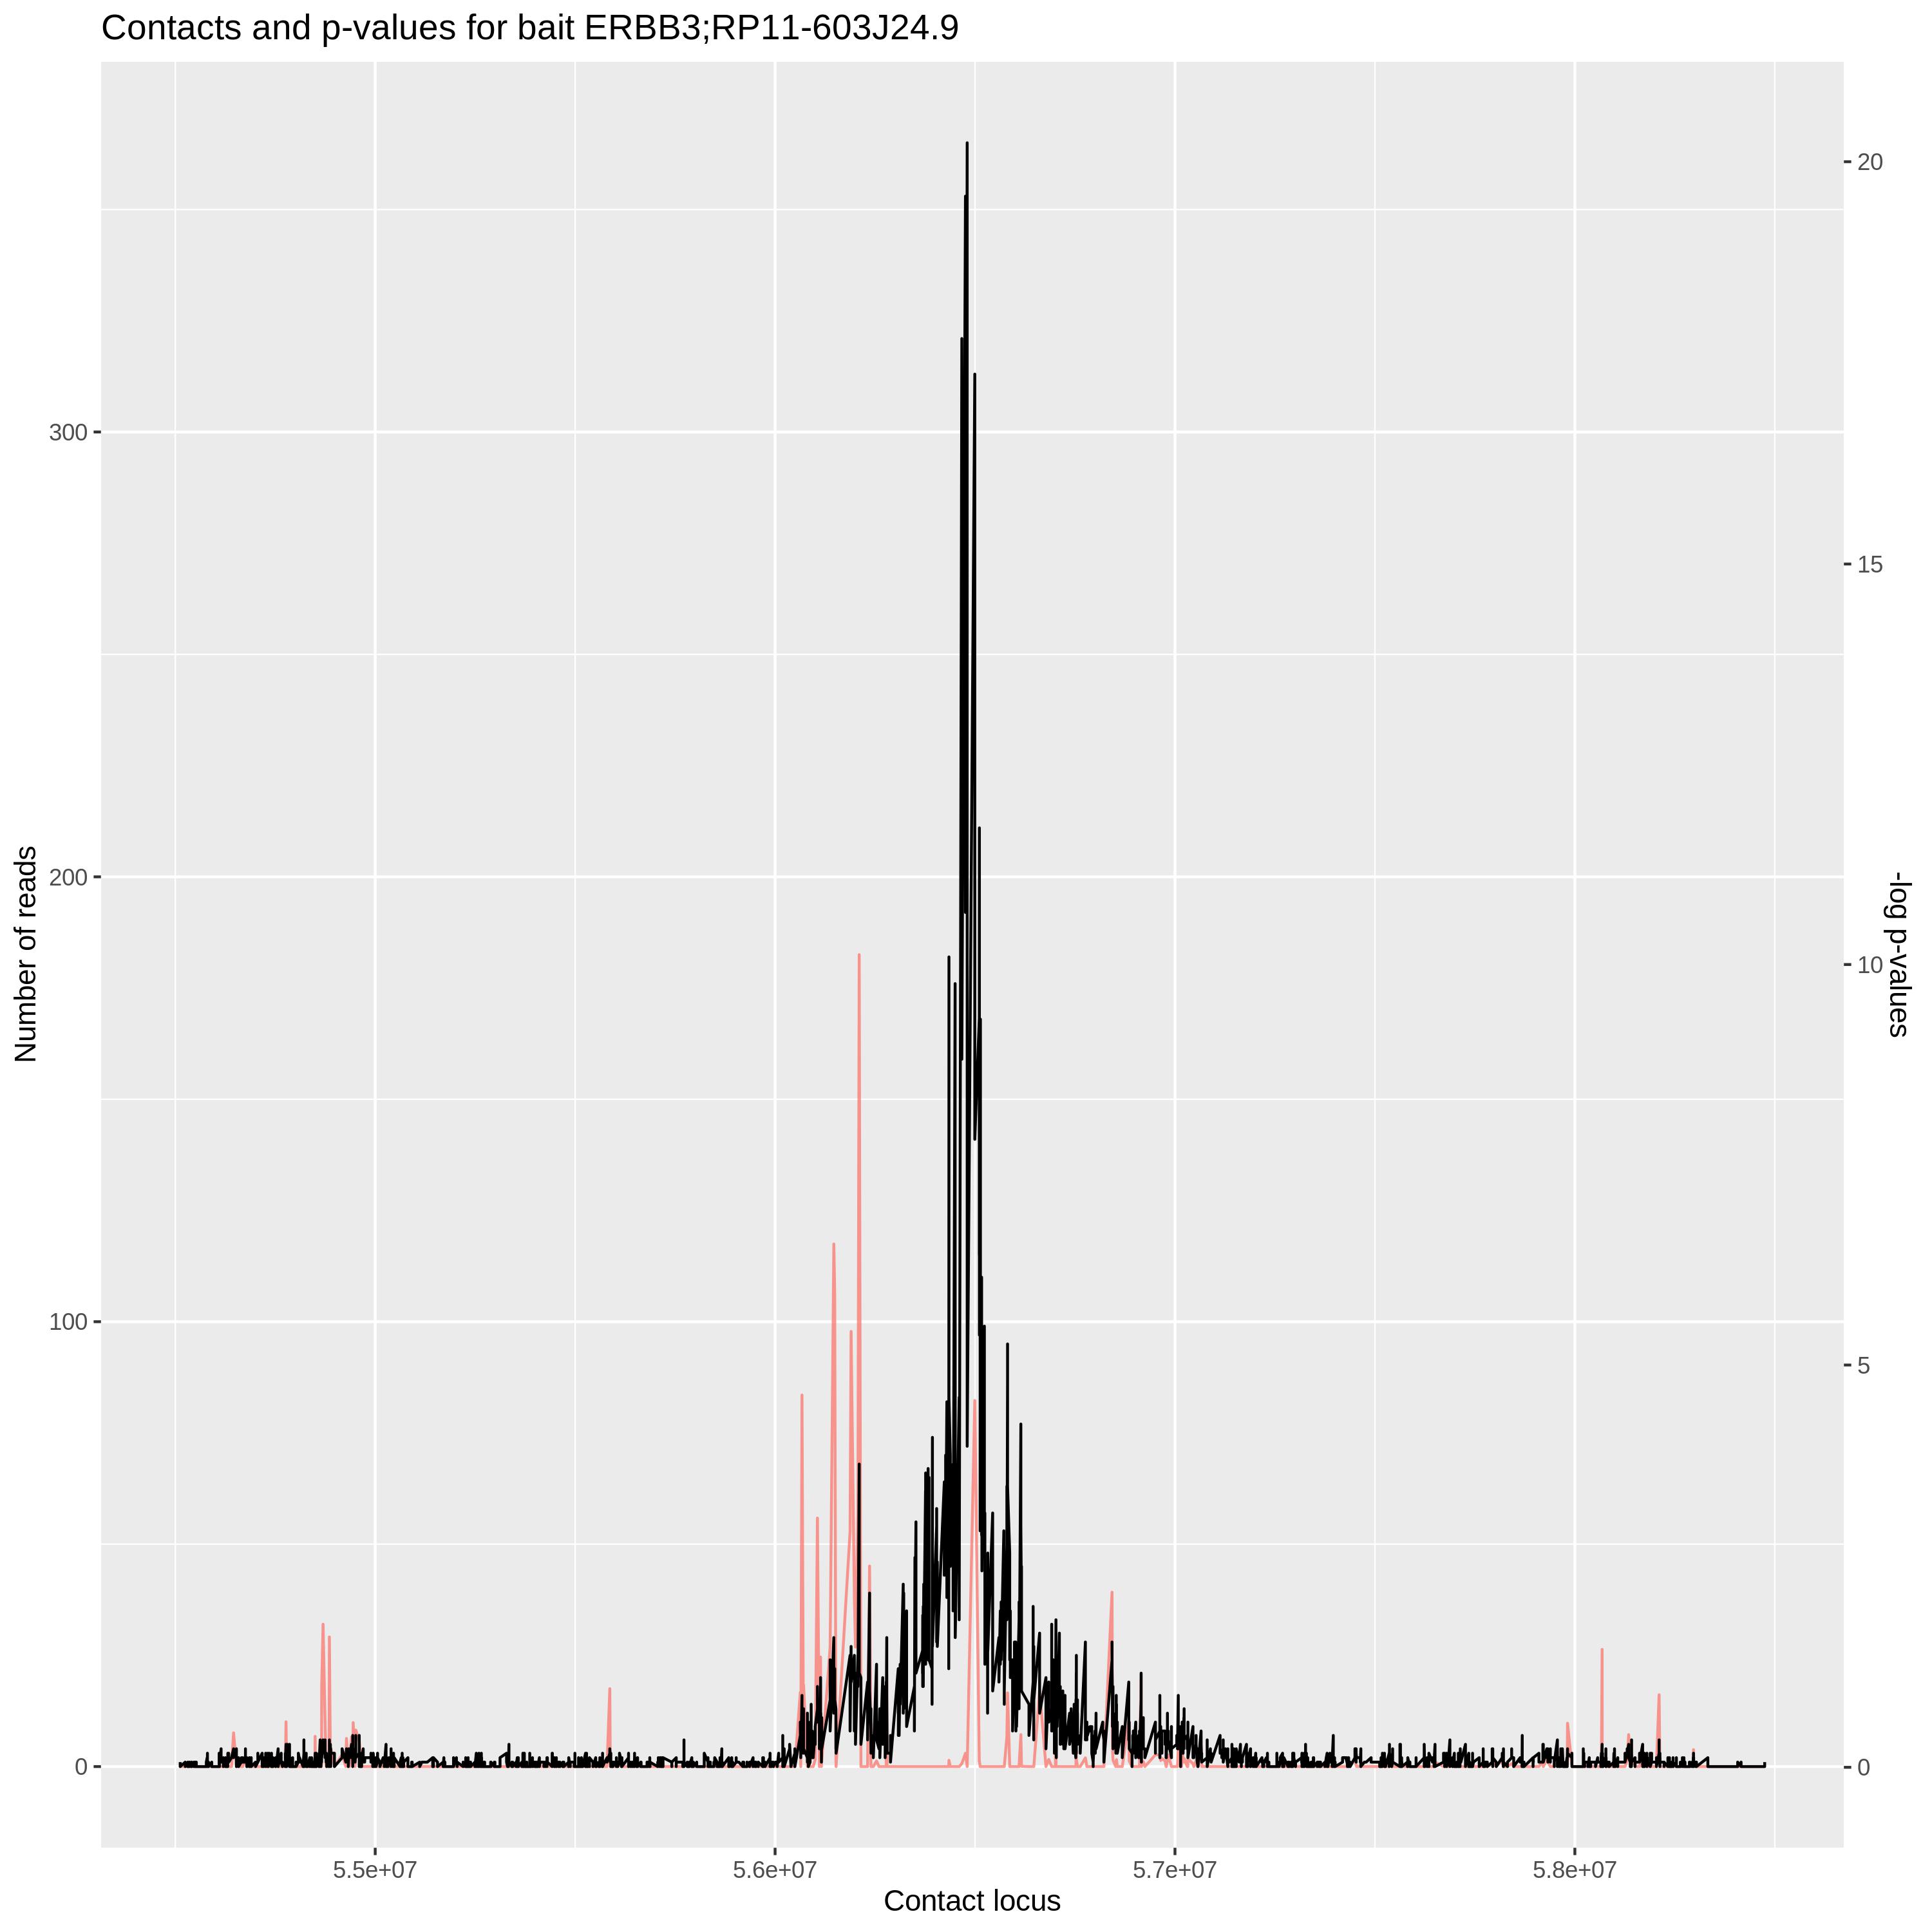 Contacts and p-values for bait ERBB3;RP11-603J24.9
Number of reads
300
200
100
0
20
15
10
5
0
-log p-values
5.5e+07 5.6e+07 5.7e+07 5.8e+07
Contact locus